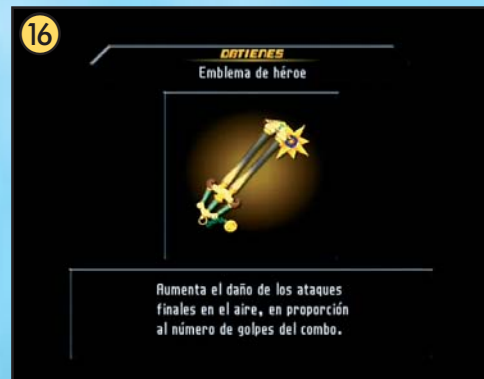 16
OBTIENES
Emblema de héroe
Aumenta el daño de los ataques
finales en el aire, en proporción
al número de golpes del combo.